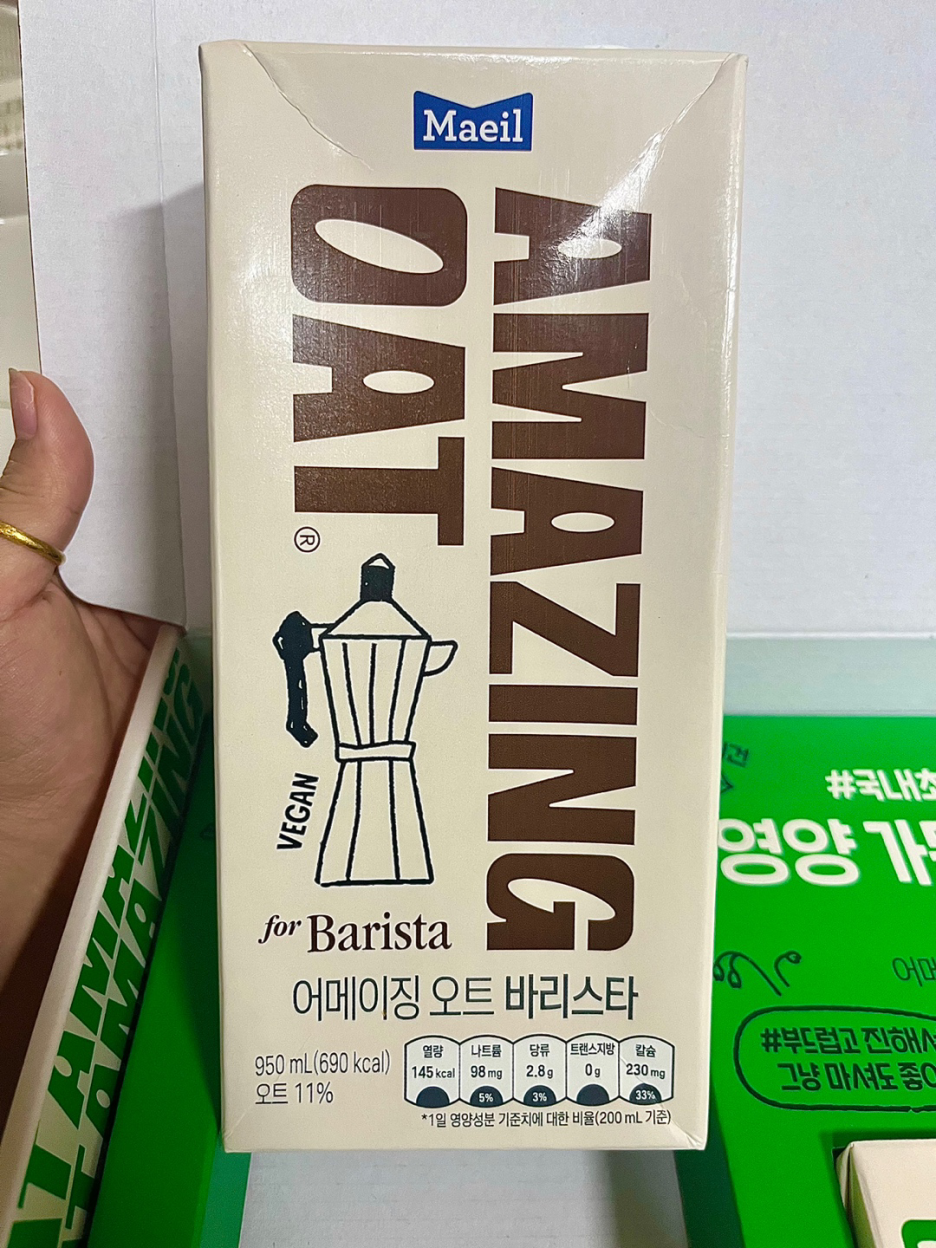 Maeil
AMAZING
OAT®
VEGAN
for Barista
어메이징 오트 바리스타
950 mL(690 kcal)
오트 11%
열량 나트륨 당류 트랜스지방 칼슘
145 kcal 98 mg 2.8 g 0 g 230 mg
5% 3% 33%
*1일 영양성분 기준치에 대한 비율(200 mL 기준)
#국내초
영양
#부드럽고 진해서
그냥 마셔도 좋
AMAZING